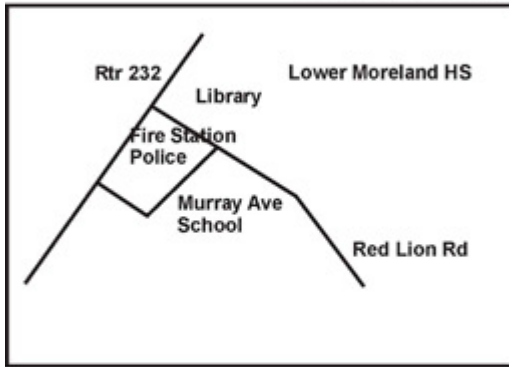 Rtr 232
Lower Moreland HS
Library
Fire Station
Police
Murray Ave
School
Red Lion Rd